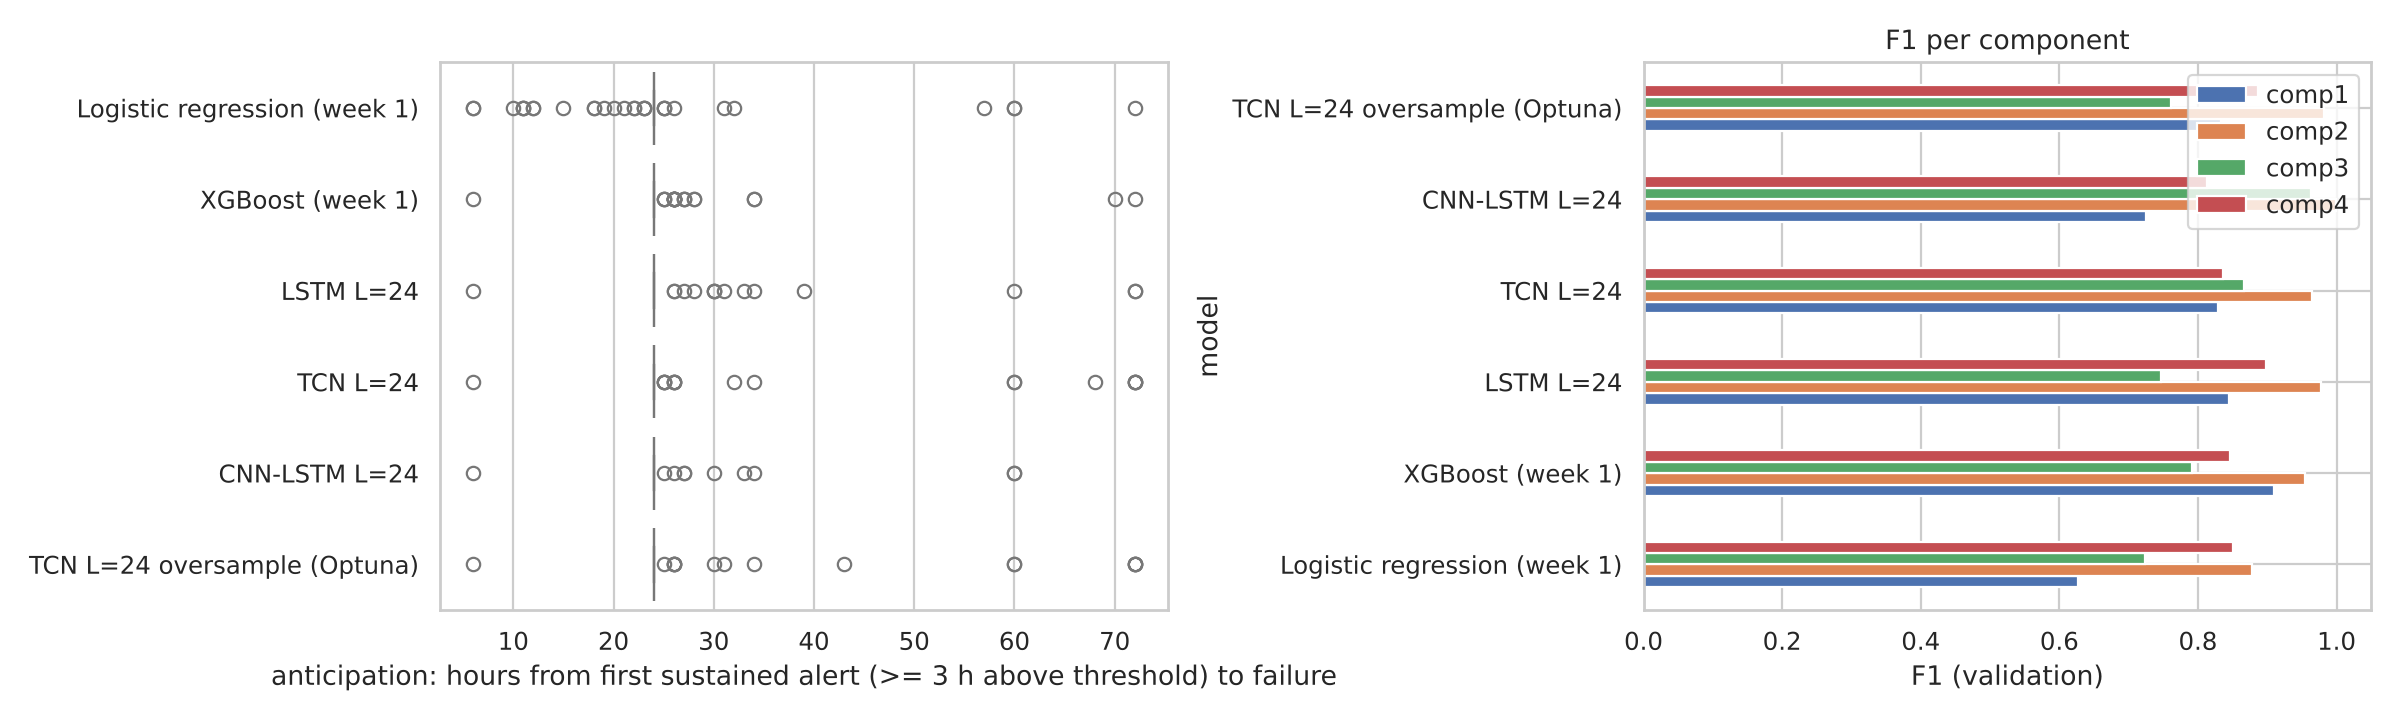 Logistic regression (week 1)
XGBoost (week 1)
LSTM L=24
TCN L=24
CNN-LSTM L=24
TCN L=24 oversample (Optuna)
10 20 30 40 50 60 70
anticipation: hours from first sustained alert (>= 3 h above threshold) to failure
F1 per component
model
TCN L=24 oversample (Optuna)
CNN-LSTM L=24
TCN L=24
LSTM L=24
XGBoost (week 1)
Logistic regression (week 1)
comp1
comp2
comp3
comp4
0.0 0.2 0.4 0.6 0.8 1.0
F1 (validation)